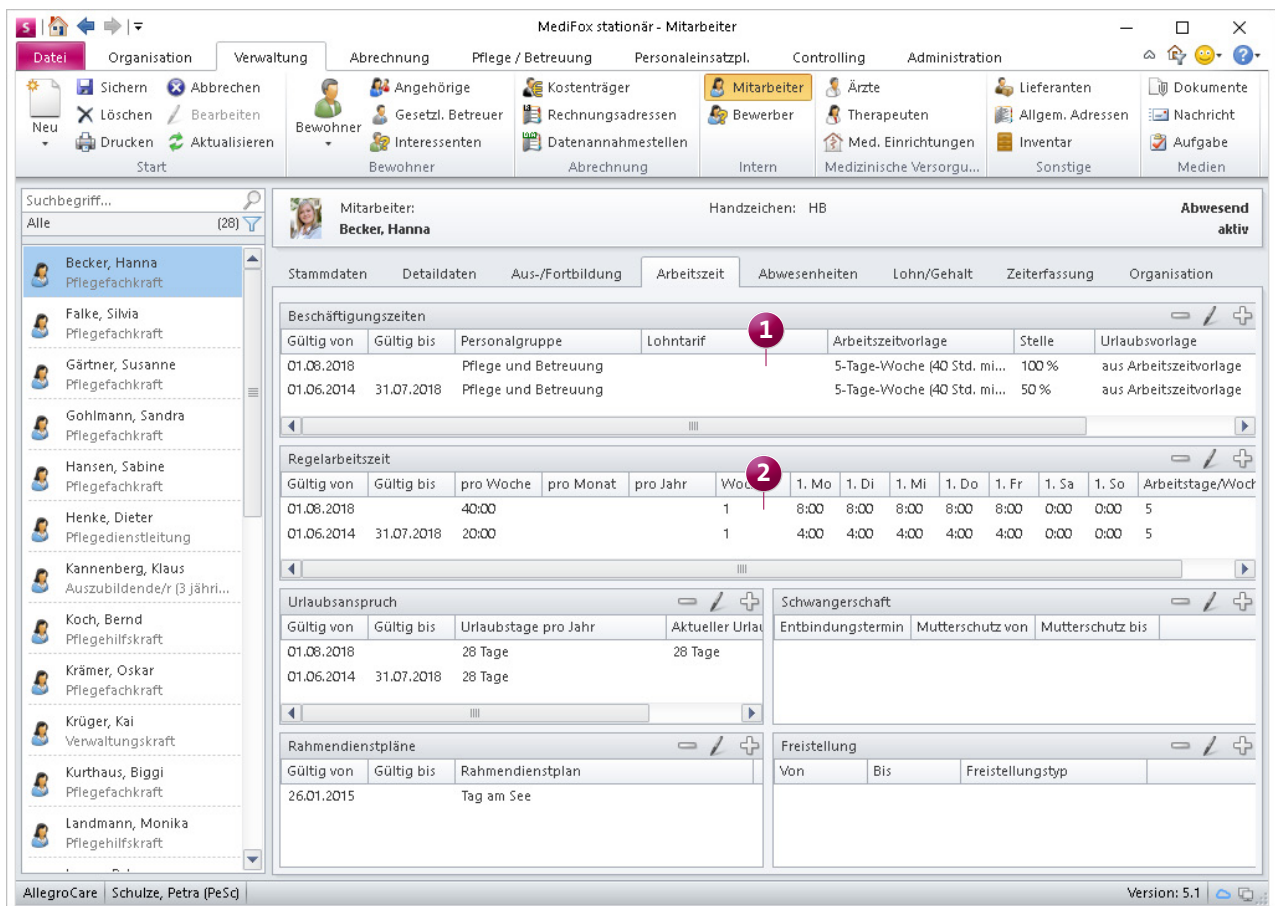 S
MediFox stationär - Mitarbeiter
Datei Organisation Verwaltung Abrechnung Pflege / Betreuung Personaleinsatzpl. Controlling Administration
Neu
Sichern Abbrechen
Löschen Bearbeiten
Drucken Aktualisieren
Start
Bewohner
Angehörige
Gesetzl. Betreuer
Interessenten
Bewohner
Kostenträger
Rechnungsadressen
Datenannahmestellen
Abrechnung
Mitarbeiter
Bewerber
Intern
Ärzte
Therapeuten
Med. Einrichtungen
Medizinische Versorgu...
Lieferanten
Allgem. Adressen
Inventar
Sonstige
Dokumente
Nachricht
Aufgabe
Medien
Suchbegriff...
Alle (28)
Becker, Hanna
Pflegefachkraft
Falke, Silvia
Pflegefachkraft
Gärtner, Susanne
Pflegefachkraft
Gohlmann, Sandra
Pflegefachkraft
Hansen, Sabine
Pflegefachkraft
Henke, Dieter
Pflegedienstleitung
Kannenberg, Klaus
Auszubildende/r (3 jähri...
Koch, Bernd
Pflegehilfskraft
Krämer, Oskar
Pflegefachkraft
Krüger, Kai
Verwaltungskraft
Kurthaus, Biggi
Pflegefachkraft
Landmann, Monika
Pflegehilfskraft
Mitarbeiter: Handzeichen: HB Abwesend
Becker, Hanna aktiv
Stammdaten Detaildaten Aus-/Fortbildung Arbeitszeit Abwesenheiten Lohn/Gehalt Zeiterfassung Organisation
Beschäftigungszeiten
1
Gültig von Gültig bis Personalgruppe Lohntarif Arbeitszeitvorlage Stelle Urlaubsvorlage
01.08.2018 Pflege und Betreuung 5-Tage-Woche (40 Std. mi... 100 % aus Arbeitszeitvorlage
01.06.2014 31.07.2018 Pflege und Betreuung 5-Tage-Woche (40 Std. mi... 50 % aus Arbeitszeitvorlage
Regelarbeitszeit
2
Gültig von Gültig bis pro Woche pro Monat pro Jahr 1. Mo 1. Di 1. Mi 1. Do 1. Fr 1. Sa 1. So Arbeitstage/Woch
01.08.2018 40:00 1 8:00 8:00 8:00 8:00 8:00 0:00 0:00 5
01.06.2014 31.07.2018 20:00 1 4:00 4:00 4:00 4:00 4:00 0:00 0:00 5
Urlaubsanspruch
Gültig von Gültig bis Urlaubstage pro Jahr Aktueller Urlau
01.08.2018 28 Tage 28 Tage
01.06.2014 31.07.2018 28 Tage
Schwangerschaft
Entbindungstermin Mutterschutz von Mutterschutz bis
Rahmendienstpläne
Gültig von Gültig bis Rahmendienstplan
26.01.2015 Tag am See
Freistellung
Von Bis Freistellungstyp
AllegroCare Schulze, Petra (PeSc) Version: 5.1